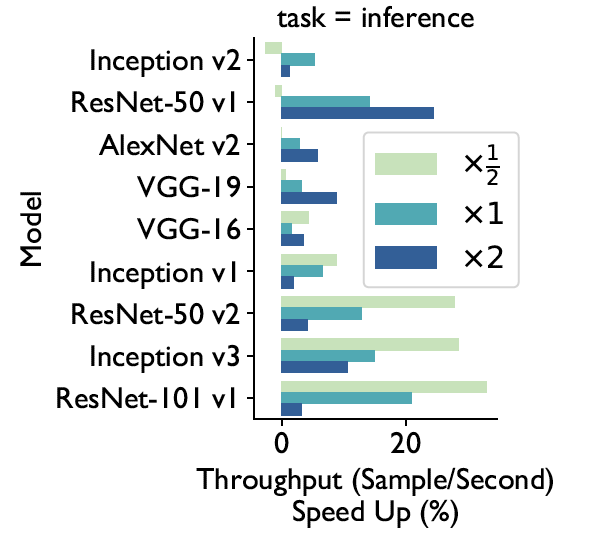 task = inference
Inception v2
ResNet-50 v1
AlexNet v2
VGG-19
VGG-16
Inception v1
ResNet-50 v2
Inception v3
ResNet-101 v1
Model
×1/2
×1
×2
0 20
Throughput (Sample/Second)
Speed Up (%)